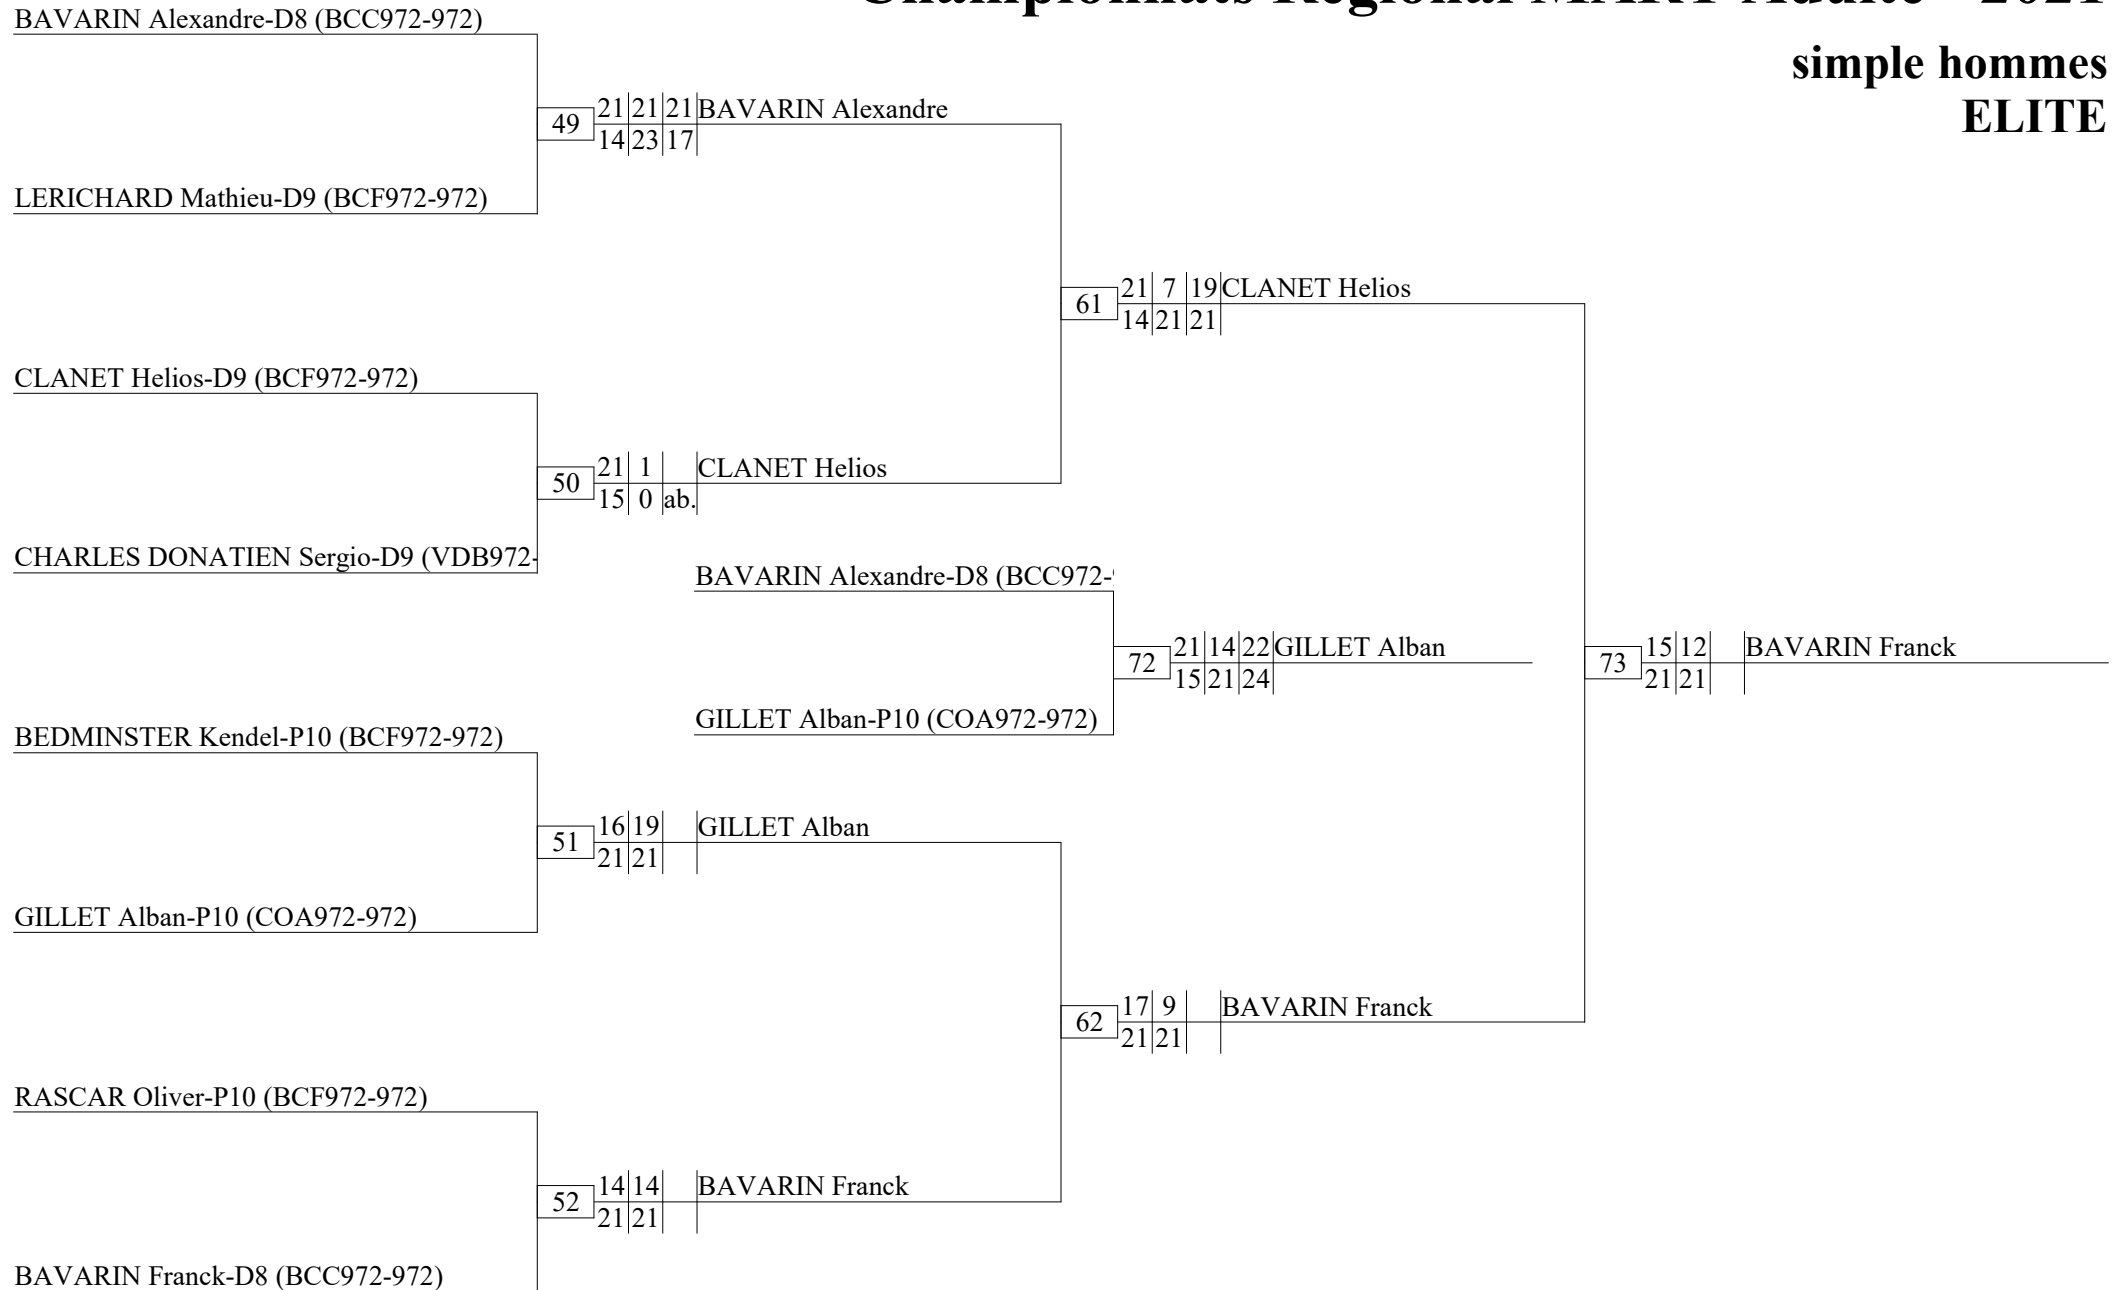 BAVARIN Alexandre-D8 (BCC972-972)
simple hommes
ELITE
49
21 21 21 BAVARIN Alexandre
14 23 17
LERICHARD Mathieu-D9 (BCF972-972)
61
21 7 19 CLANET Helios
14 21 21
CLANET Helios-D9 (BCF972-972)
50
21 1 CLANET Helios
15 0 ab.
CHARLES DONATIEN Sergio-D9 (VDB972-
BAVARIN Alexandre-D8 (BCC972-
72
21 14 22 GILLET Alban
15 21 24
73
15 12 BAVARIN Franck
21 21
GILLET Alban-P10 (COA972-972)
BEDMINSTER Kendel-P10 (BCF972-972)
51
16 19 GILLET Alban
21 21
GILLET Alban-P10 (COA972-972)
62
17 9 BAVARIN Franck
21 21
RASCAR Oliver-P10 (BCF972-972)
52
14 14 BAVARIN Franck
21 21
BAVARIN Franck-D8 (BCC972-972)